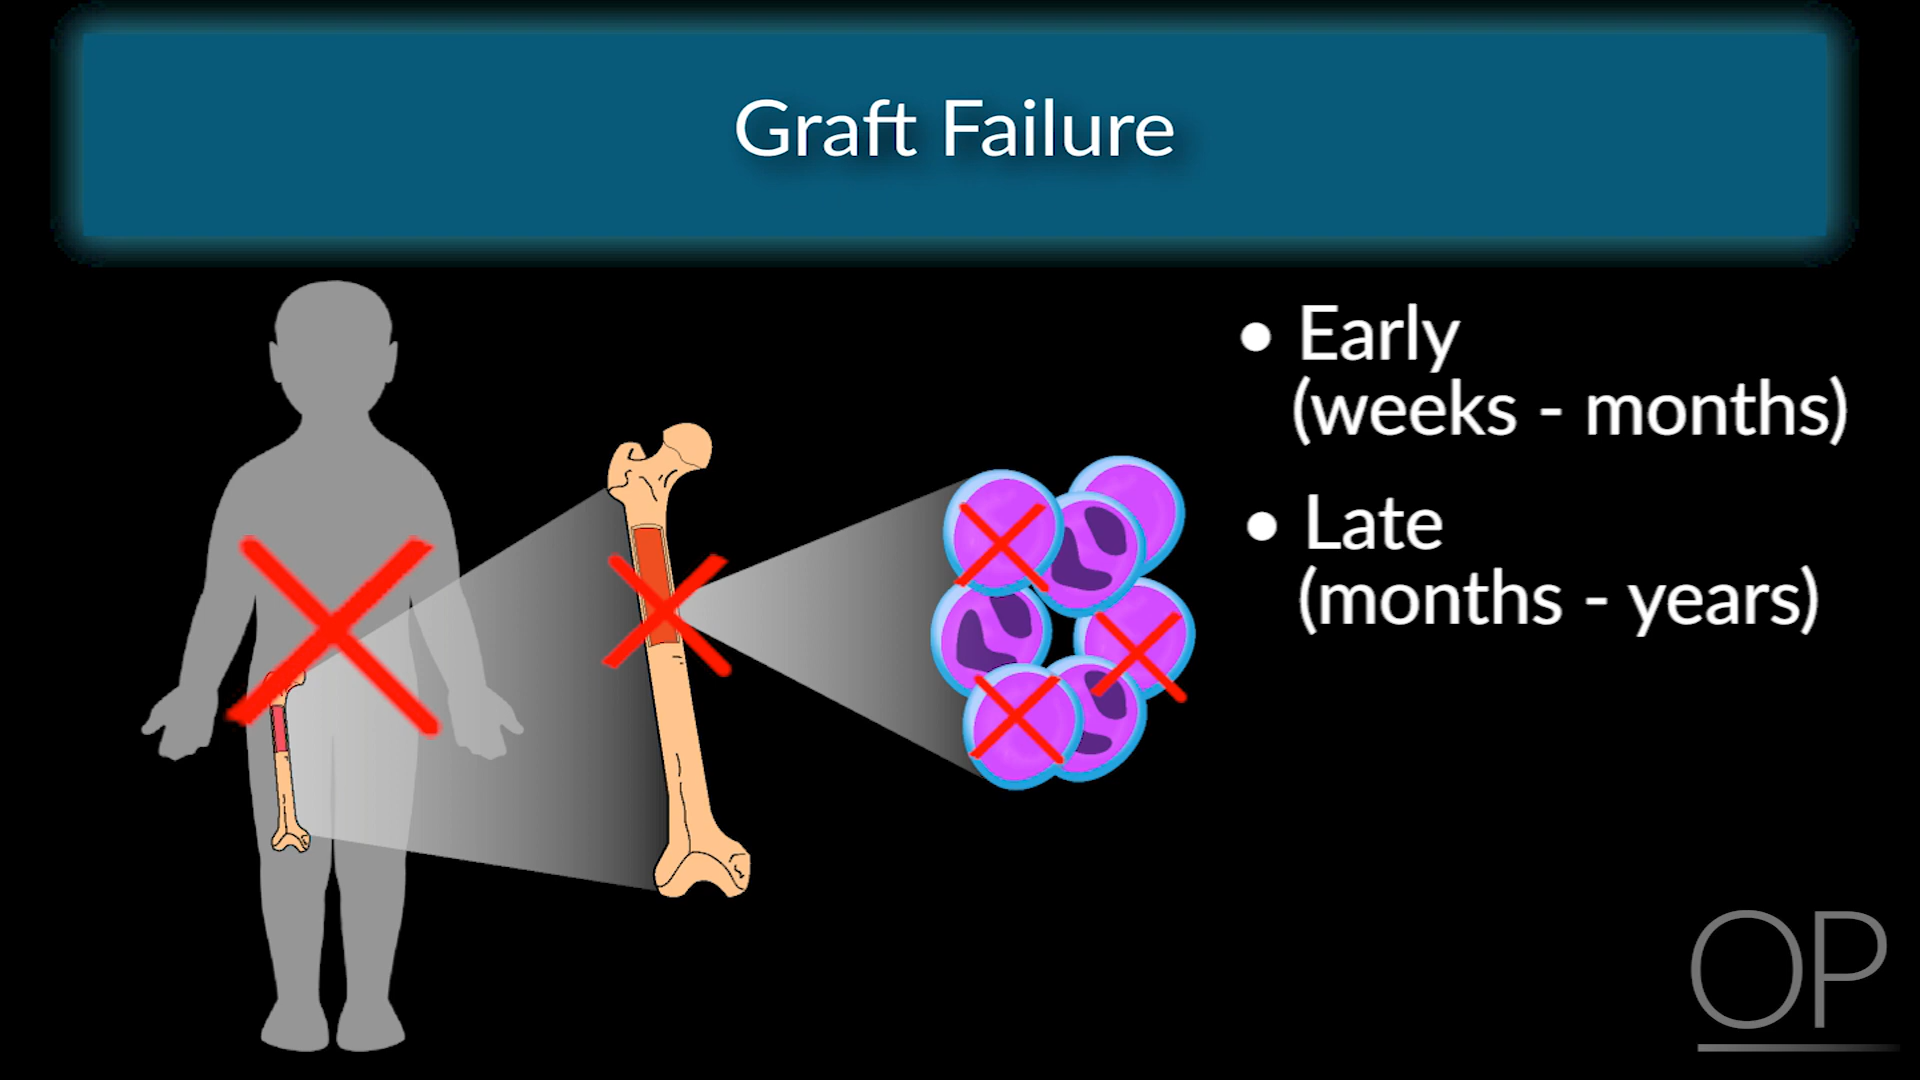 Graft Failure
• Early
(weeks - months)
• Late
(months - years)
OP